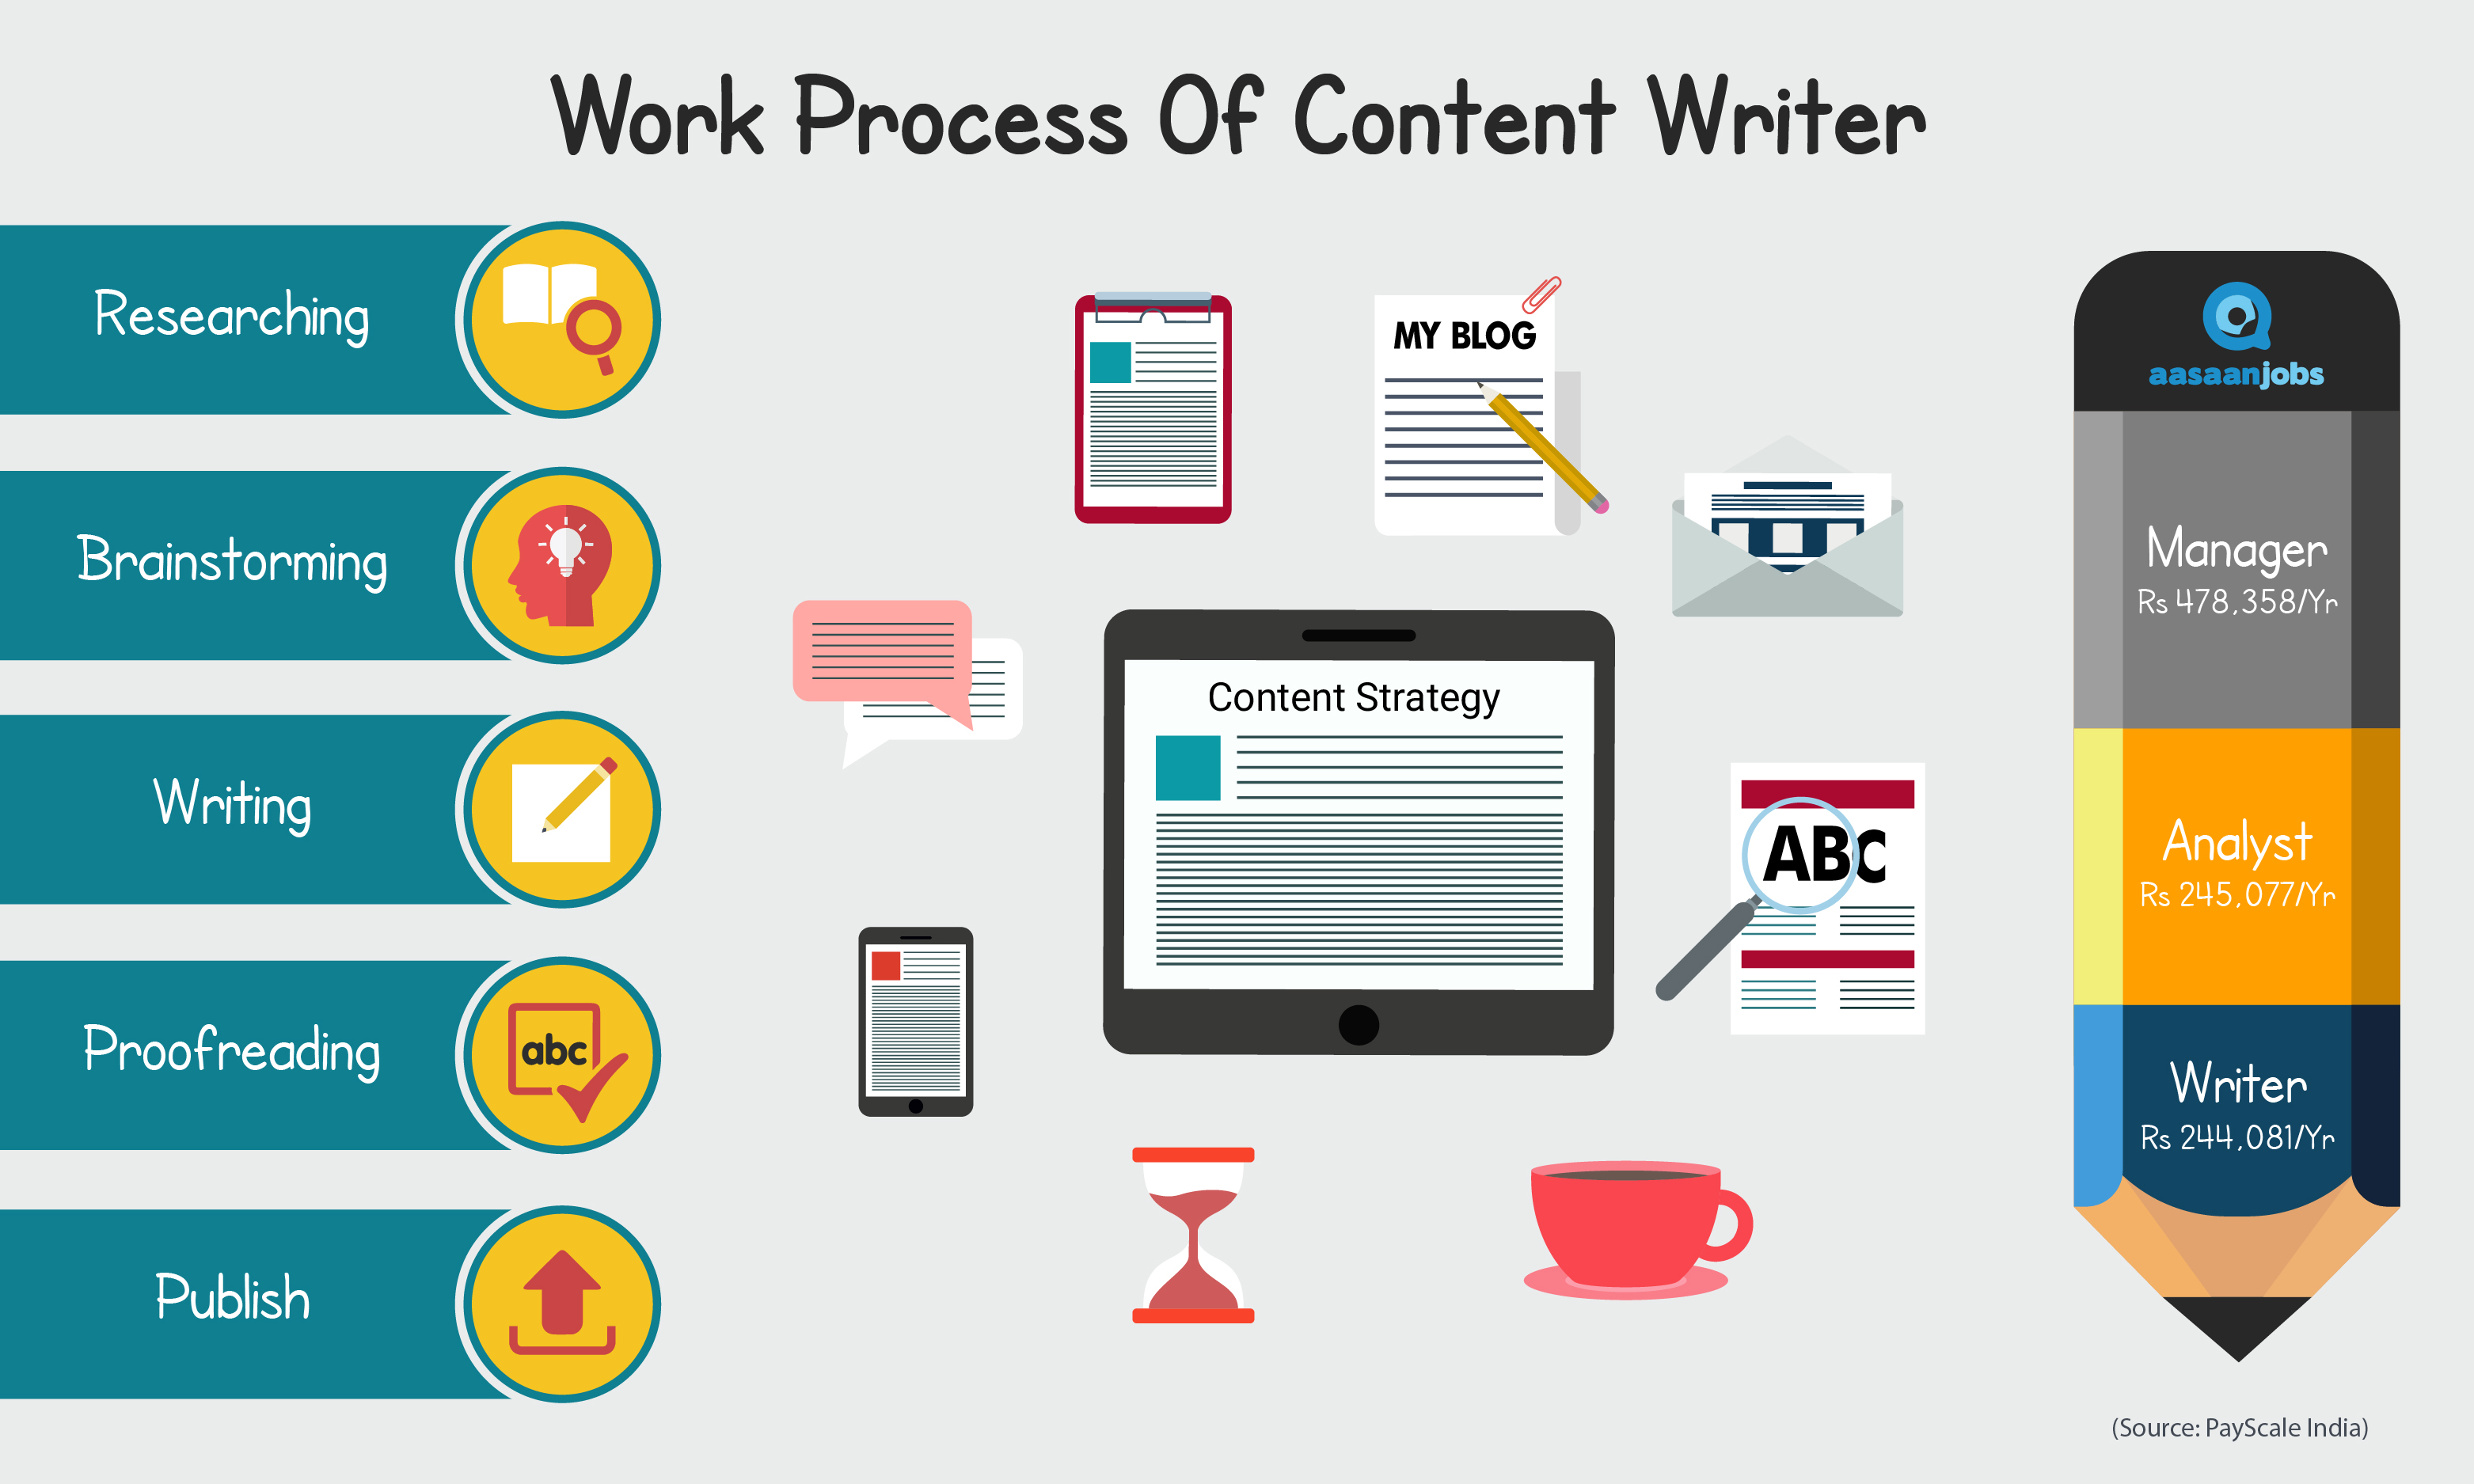 Work Process Of Content Writer
Researching
Brainstorming
Writing
Proofreading
abc
Publish
MY BLOG
Content Strategy
ABC
aasaanjobs
Manager
Rs 478,358/Yr
Analyst
Rs 245,077/Yr
Writer
Rs 244,081/Yr
(Source: PayScale India)